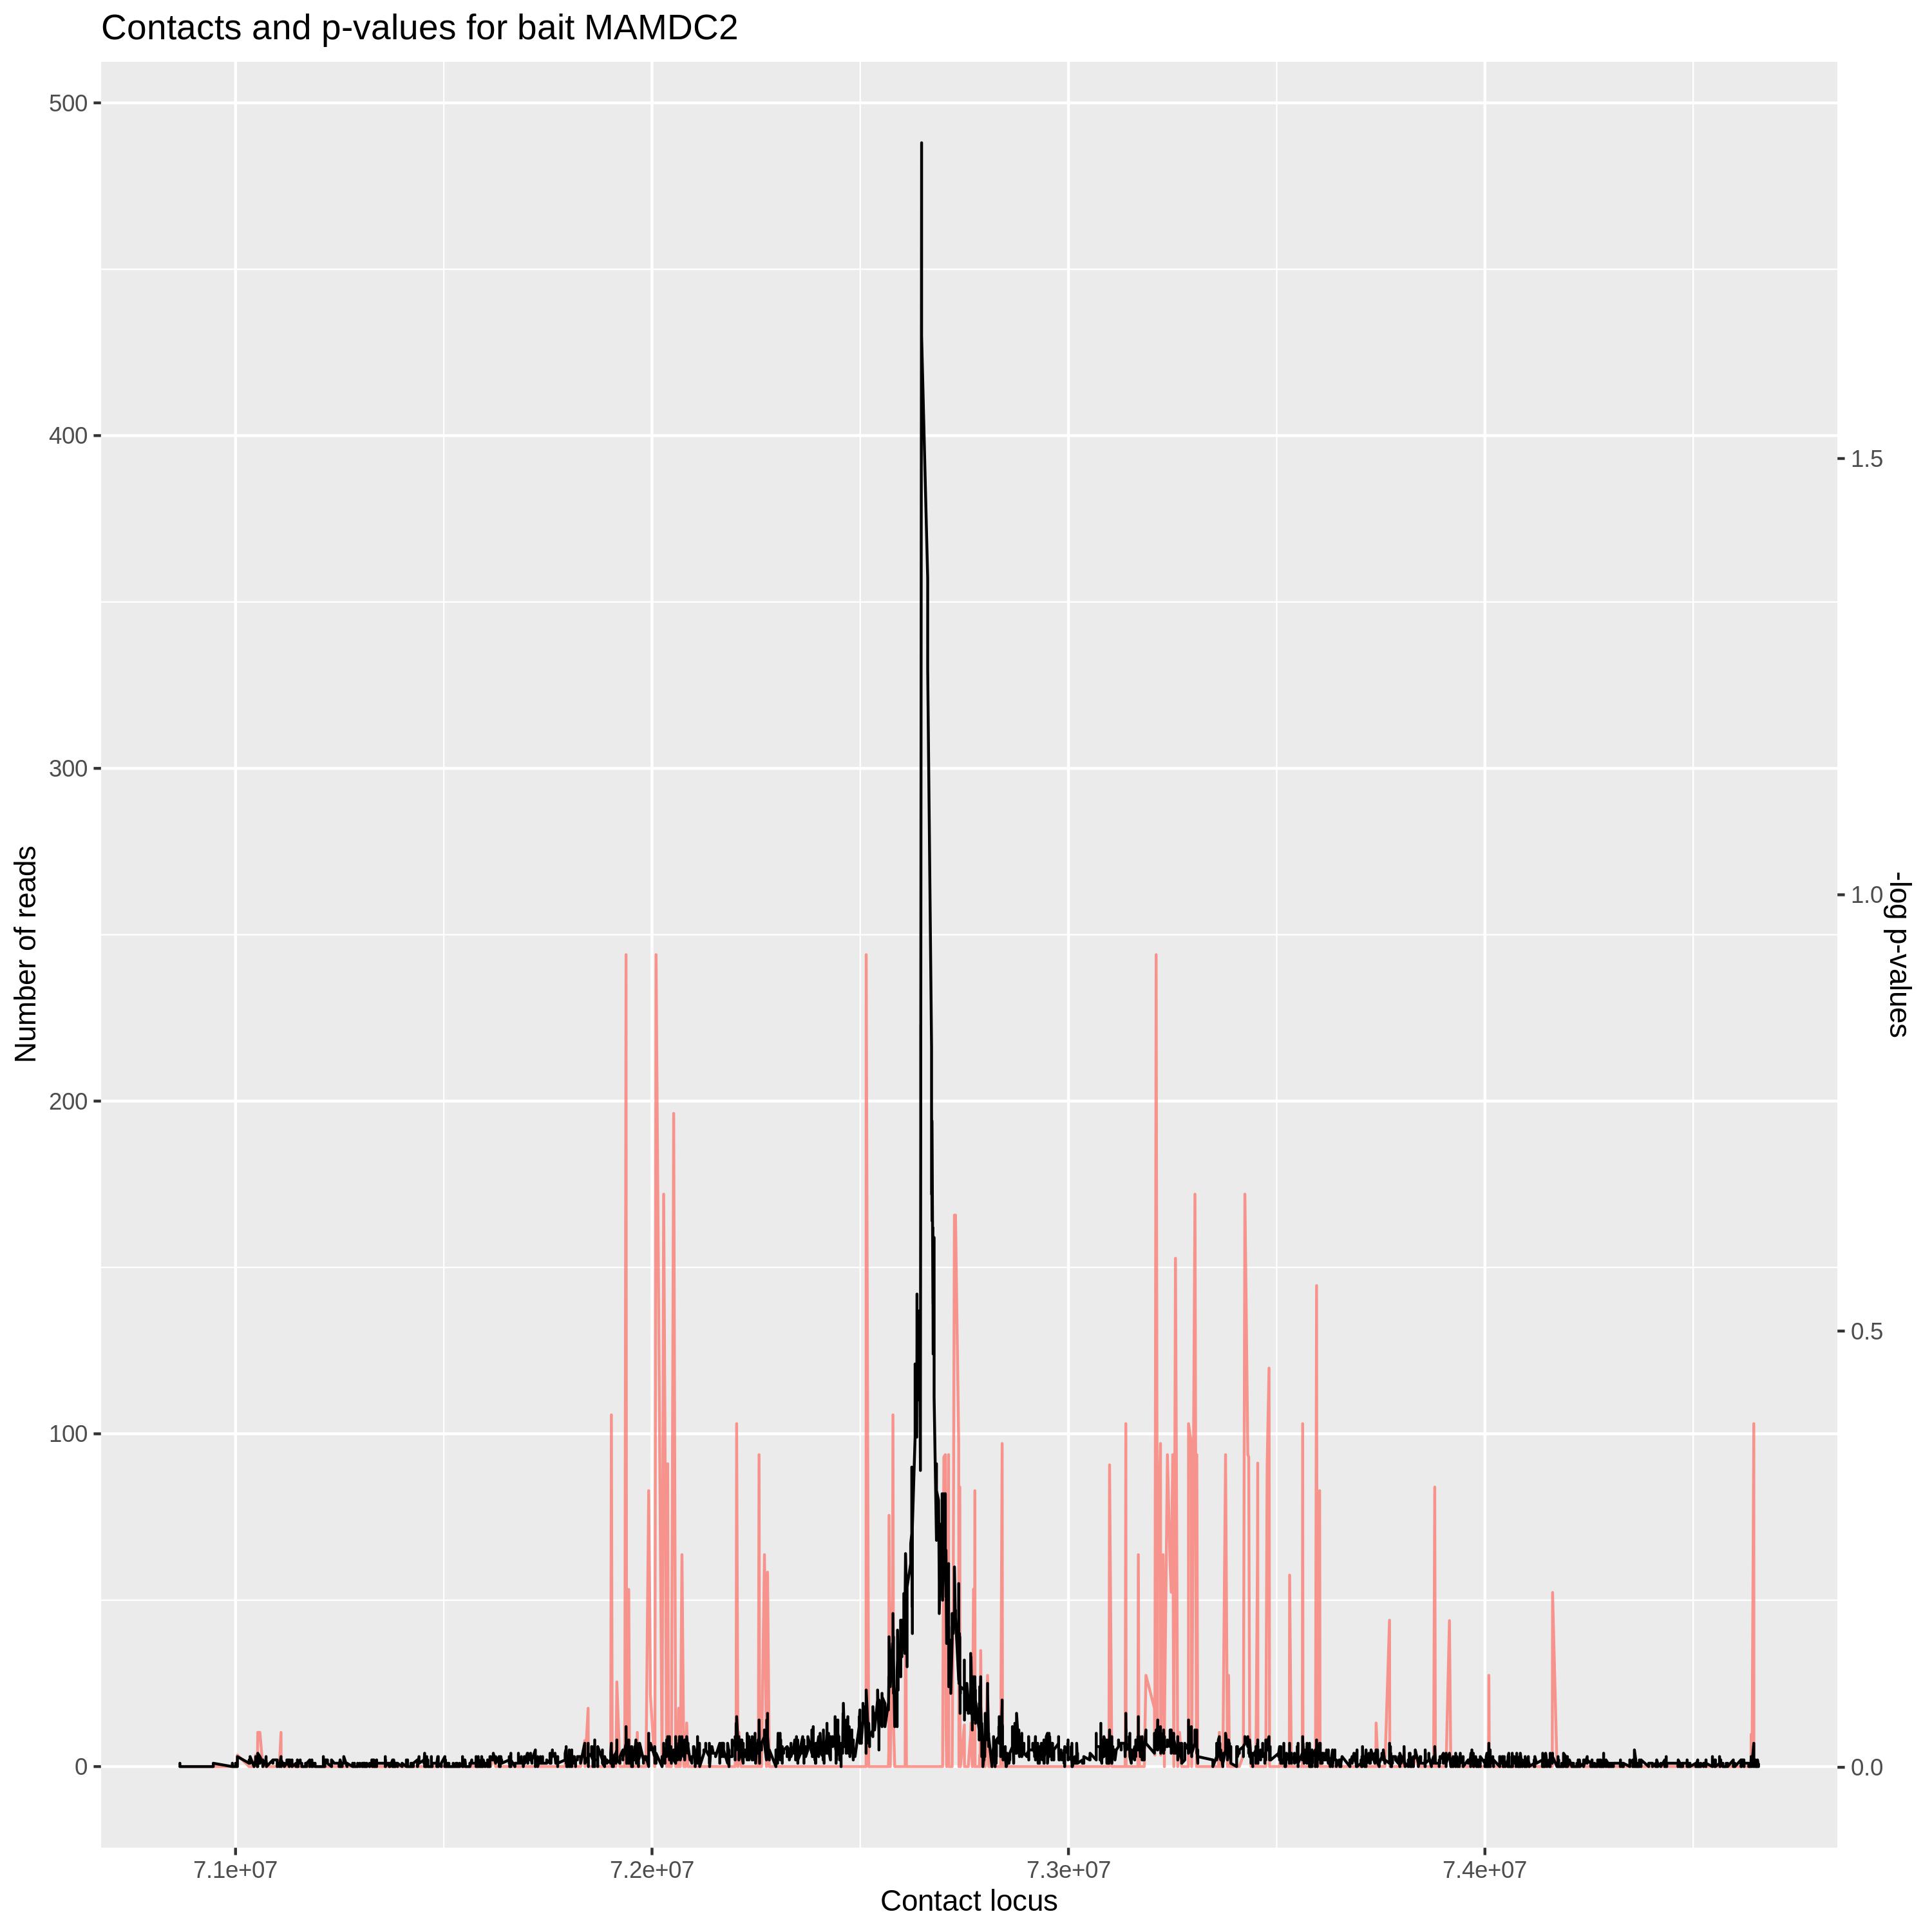 Contacts and p-values for bait MAMDC2
500
400
300
200
100
0
Number of reads
1.5
1.0
0.5
0.0
-log p-values
7.1e+07
7.2e+07
7.3e+07
7.4e+07
Contact locus